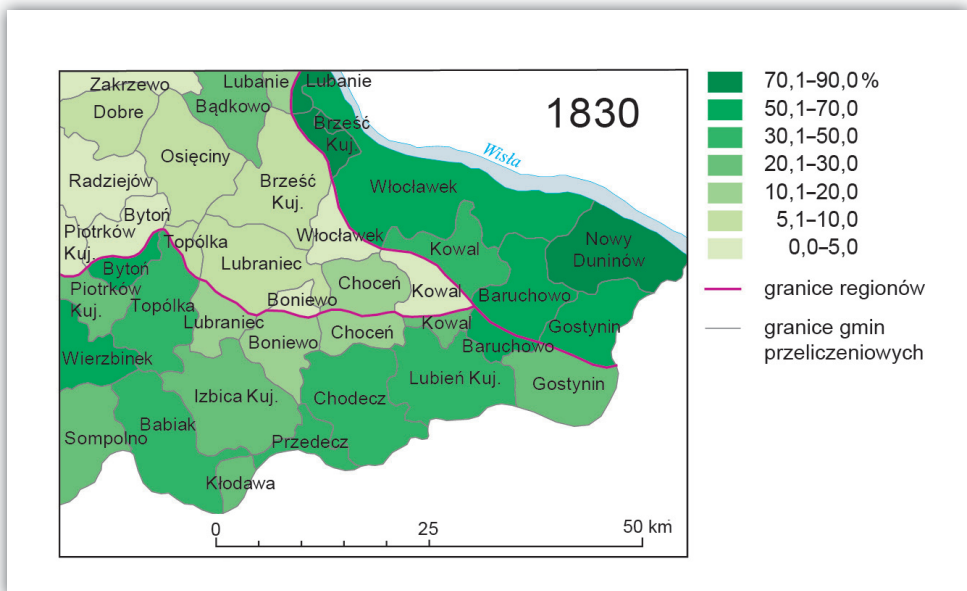 1830
Zakrzewo
Lubanie
Lubanie
Dobre
Bądkowo
Brześć
Kuj.
Osięciny
Wisła
Radziejów
Brześć
Kuj.
Włocławek
Bytoń
Piotrków
Kuj.
Topólka
Włocławek
Kowal
Nowy
Duninów
Lubraniec
Bytoń
Choceń
Piotrków
Kuj.
Topólka
Boniewo
Kowal
Baruchowo
Lubraniec
Boniewo
Choceń
Kowal
Gostynin
Wierzbinek
Baruchowo
Lubień Kuj.
Gostynin
Izbica Kuj.
Chodecz
Babiak
Sompolno
Przedecz
Kłodawa
0
25
50 km
70,1–90,0 %
50,1–70,0
30,1–50,0
20,1–30,0
10,1–20,0
5,1–10,0
0,0–5,0
granice regionów
granice gmin
przeliczeniowych